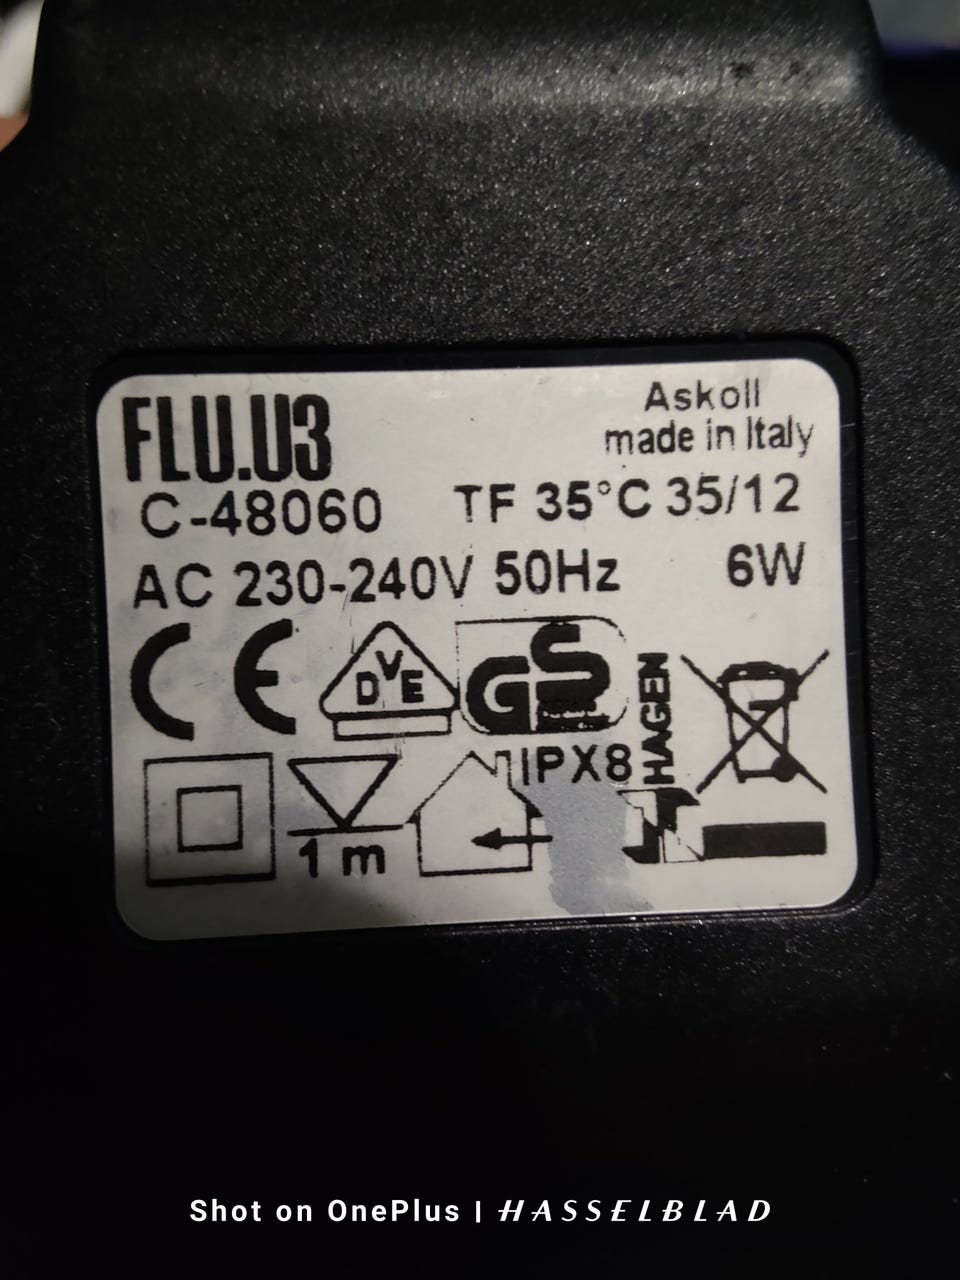 FLU.U3
Askoll
made in Italy
C-48060
TF 35°C 35/12
AC 230-240V 50Hz
6W
CE
DVE
GS
HAGEN
IPX8
1 m
Shot on OnePlus | HASSELBLAD